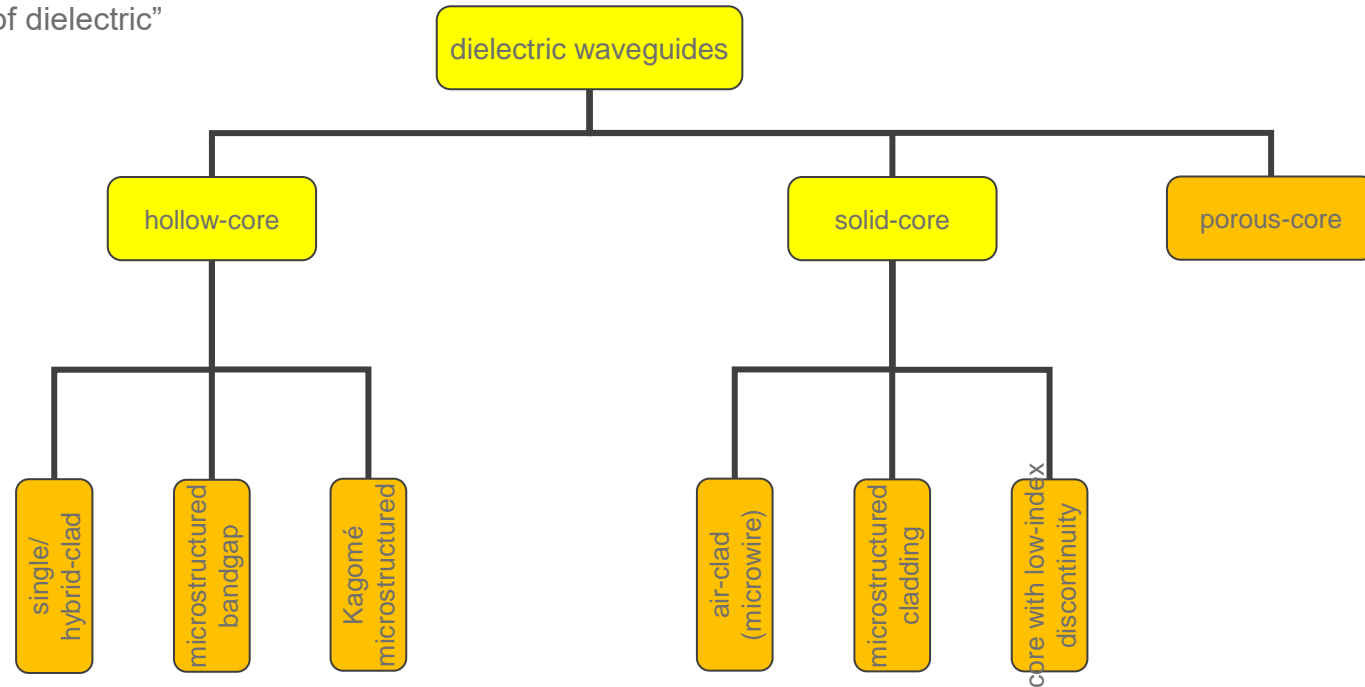 of dielectric”
dielectric waveguides
hollow-core
solid-core
porous-core
single/
hybrid-clad
microstructured
bandgap
Kagomé
microstructured
air-clad
(microwire)
microstructured
cladding
core with low-index
discontinuity